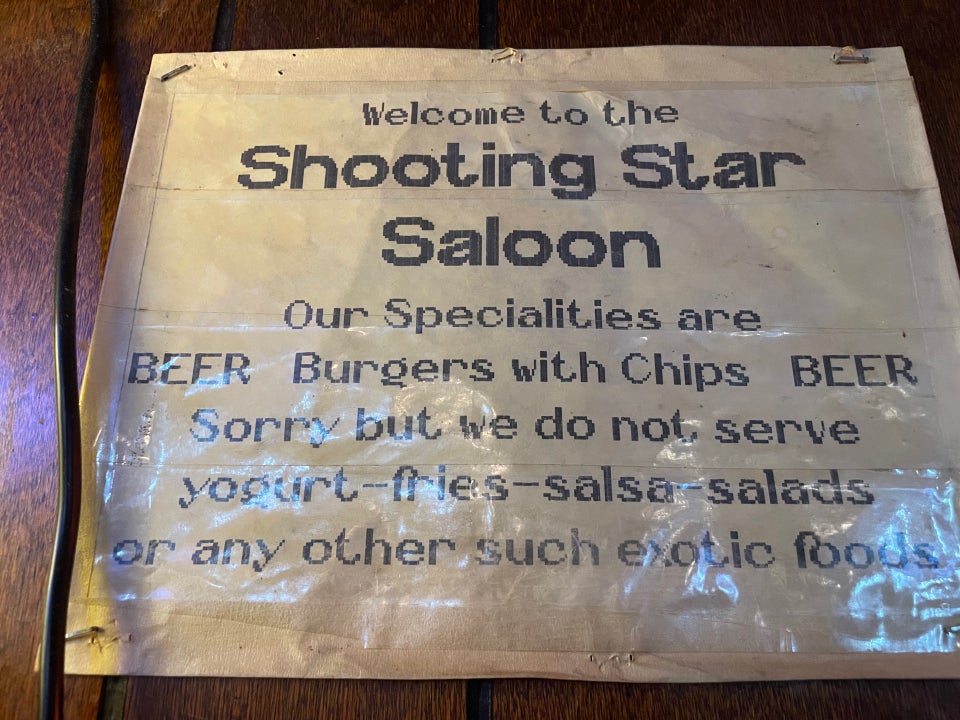 Welcome to the
Shooting Star
Saloon
Our Specialities are
BEER Burgers with Chips BEER
Sorry but we do not serve
yogurt-fries-salsa-salads
or any other such exotic foods